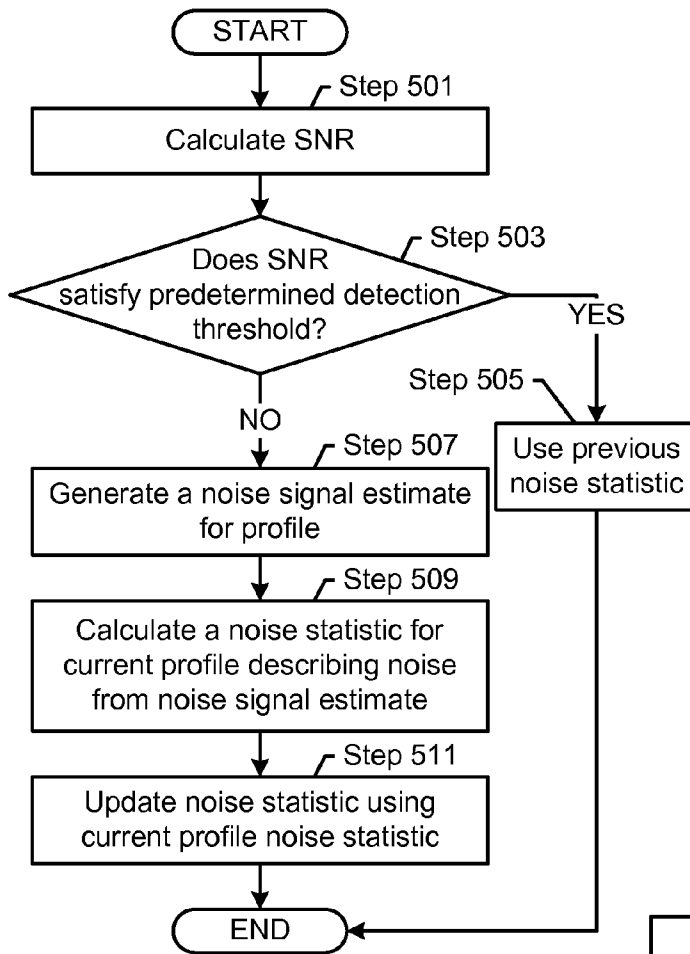 START
Step 501
Calculate SNR
Step 503
Does SNR
satisfy predetermined detection
threshold?
YES
Step 505
Use previous
noise statistic
NO
Step 507
Generate a noise signal estimate
for profile
Step 509
Calculate a noise statistic for
current profile describing noise
from noise signal estimate
Step 511
Update noise statistic using
current profile noise statistic
END